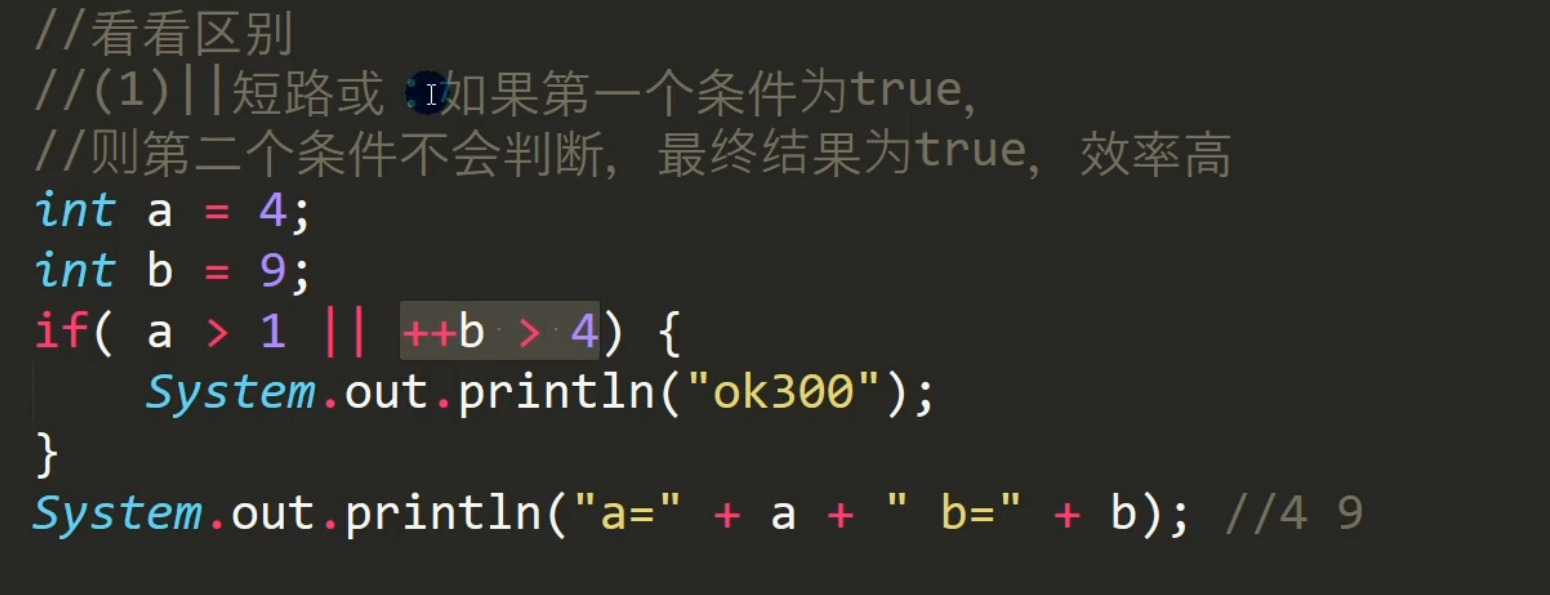 //看看区别
//(1)||短路或：如果第一个条件为true,
//则第二个条件不会判断，最终结果为true，效率高
int a = 4;
int b = 9;
if( a > 1 || ++b > 4) {
    System.out.println("ok300");
}
System.out.println("a=" + a + " b=" + b); //4 9